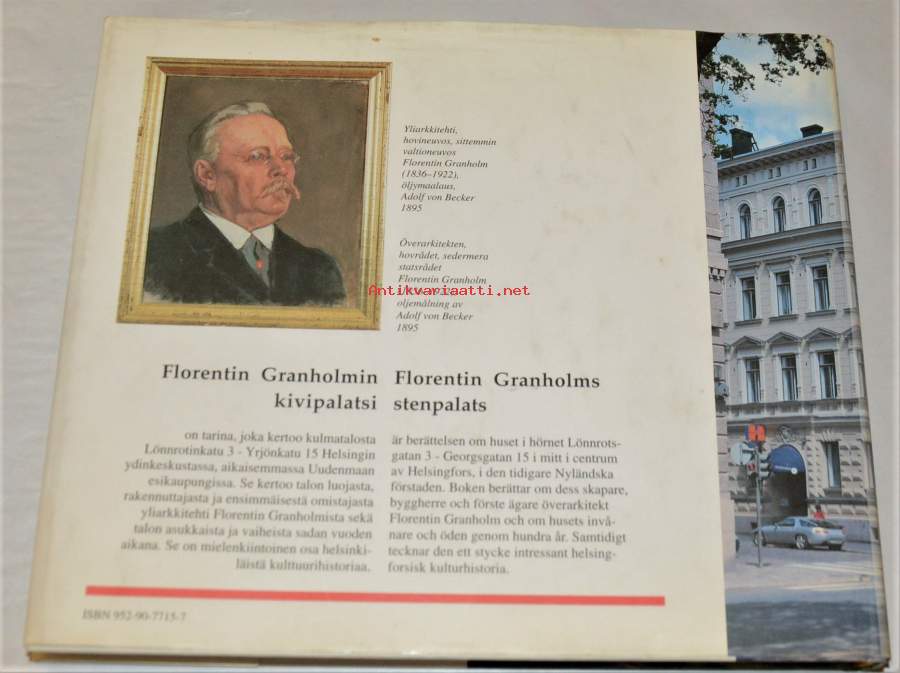 Yliarkkitehti,
hovineuvos, sittemmin
valtioneuvos
Florentin Granholm
(1836–1922),
öljymaalaus,
Adolf von Becker
1895
Överarkitekten,
hovrådet, sedermera
statsrådet
Florentin Granholm
Antikvariaatti.net
oljemålning av
Adolf von Becker
1895
Florentin Granholmin
kivipalatsi
on tarina, joka kertoo kulmatalosta
Lönnrotinkatu 3 - Yrjönkatu 15 Helsingin
ydinkeskustassa, aikaisemmassa Uudenmaan
esikaupungissa. Se kertoo talon luojasta,
rakennuttajasta ja ensimmäisestä omistajasta
yliarkkitehti Florentin Granholmista sekä
talon asukkaista ja vaiheista sadan vuoden
aikana. Se on mielenkiintoinen osa helsinki-
läistä kulttuurihistoriaa.
Florentin Granholms
stenpalats
är berättelsen om huset i hörnet Lönnrots-
gatan 3 - Georgsgatan 15 i mitt i centrum
av Helsingfors, i den tidigare Nyländska
förstaden. Boken berättar om dess skapare,
byggherre och förste ägare överarkitekt
Florentin Granholm och om husets invå-
nare och öden genom hundra år. Samtidigt
tecknar den ett stycke intressant helsing-
forsisk kulturhistoria.
ISBN 952-90-7715-7